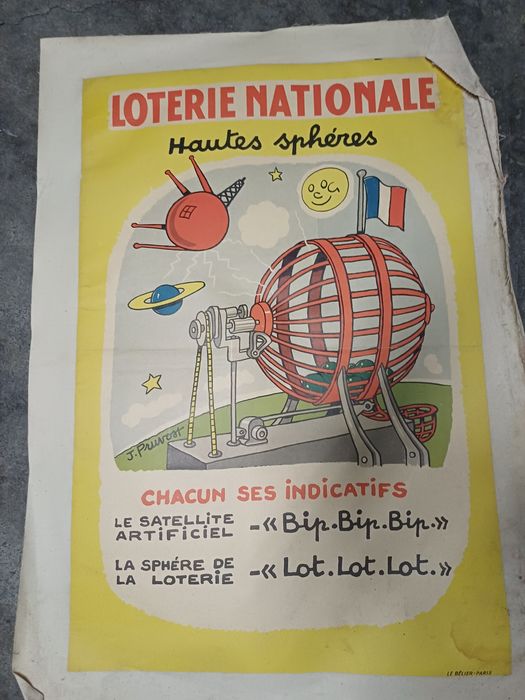 LOTERIE NATIONALE
Hautes sphéres
J. Pruvost
CHACUN SES INDICATIFS
LE SATELLITE
ARTIFICIEL
-« Bip. Bip. Bip. »
LA SPHÉRE DE
LA LOTERIE
-« Lot. Lot. Lot. »
LE BÉLIER-PARIS